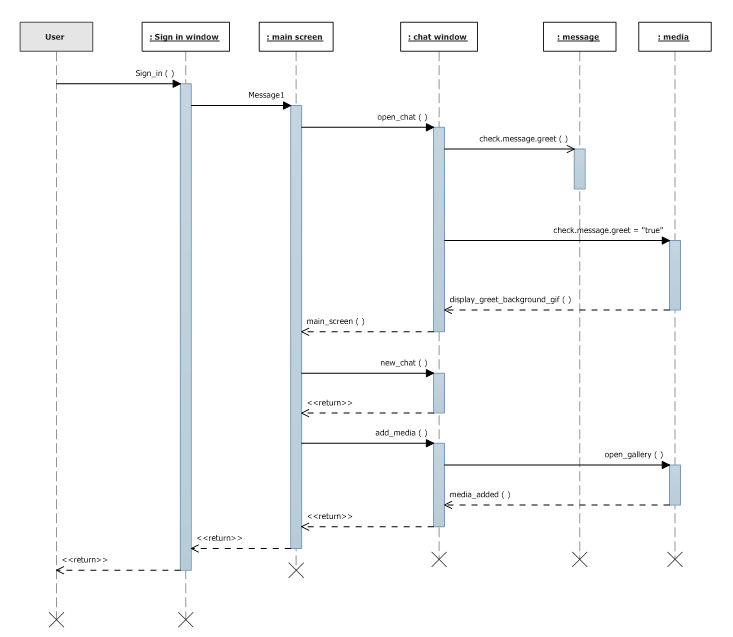 User
: Sign in window
: main screen
: chat window
: message
: media
Sign_in ( )
Message1
open_chat ( )
check.message.greet ( )
check.message.greet = "true"
display_greet_background_gif ( )
main_screen ( )
new_chat ( )
<<return>>
add_media ( )
open_gallery ( )
media_added ( )
<<return>>
<<return>>
<<return>>